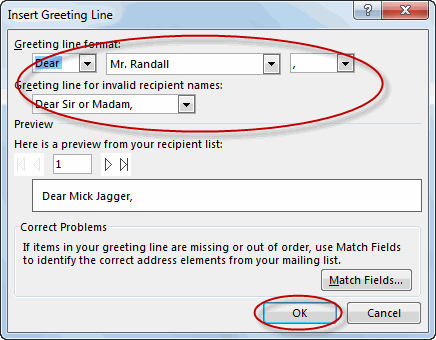 Insert Greeting Line
Greeting line format:
Dear Mr. Randall ,
Greeting line for invalid recipient names:
Dear Sir or Madam,
Preview
Here is a preview from your recipient list:
1
Dear Mick Jagger,
Correct Problems
If items in your greeting line are missing or out of order, use Match Fields
to identify the correct address elements from your mailing list.
Match Fields...
OK Cancel